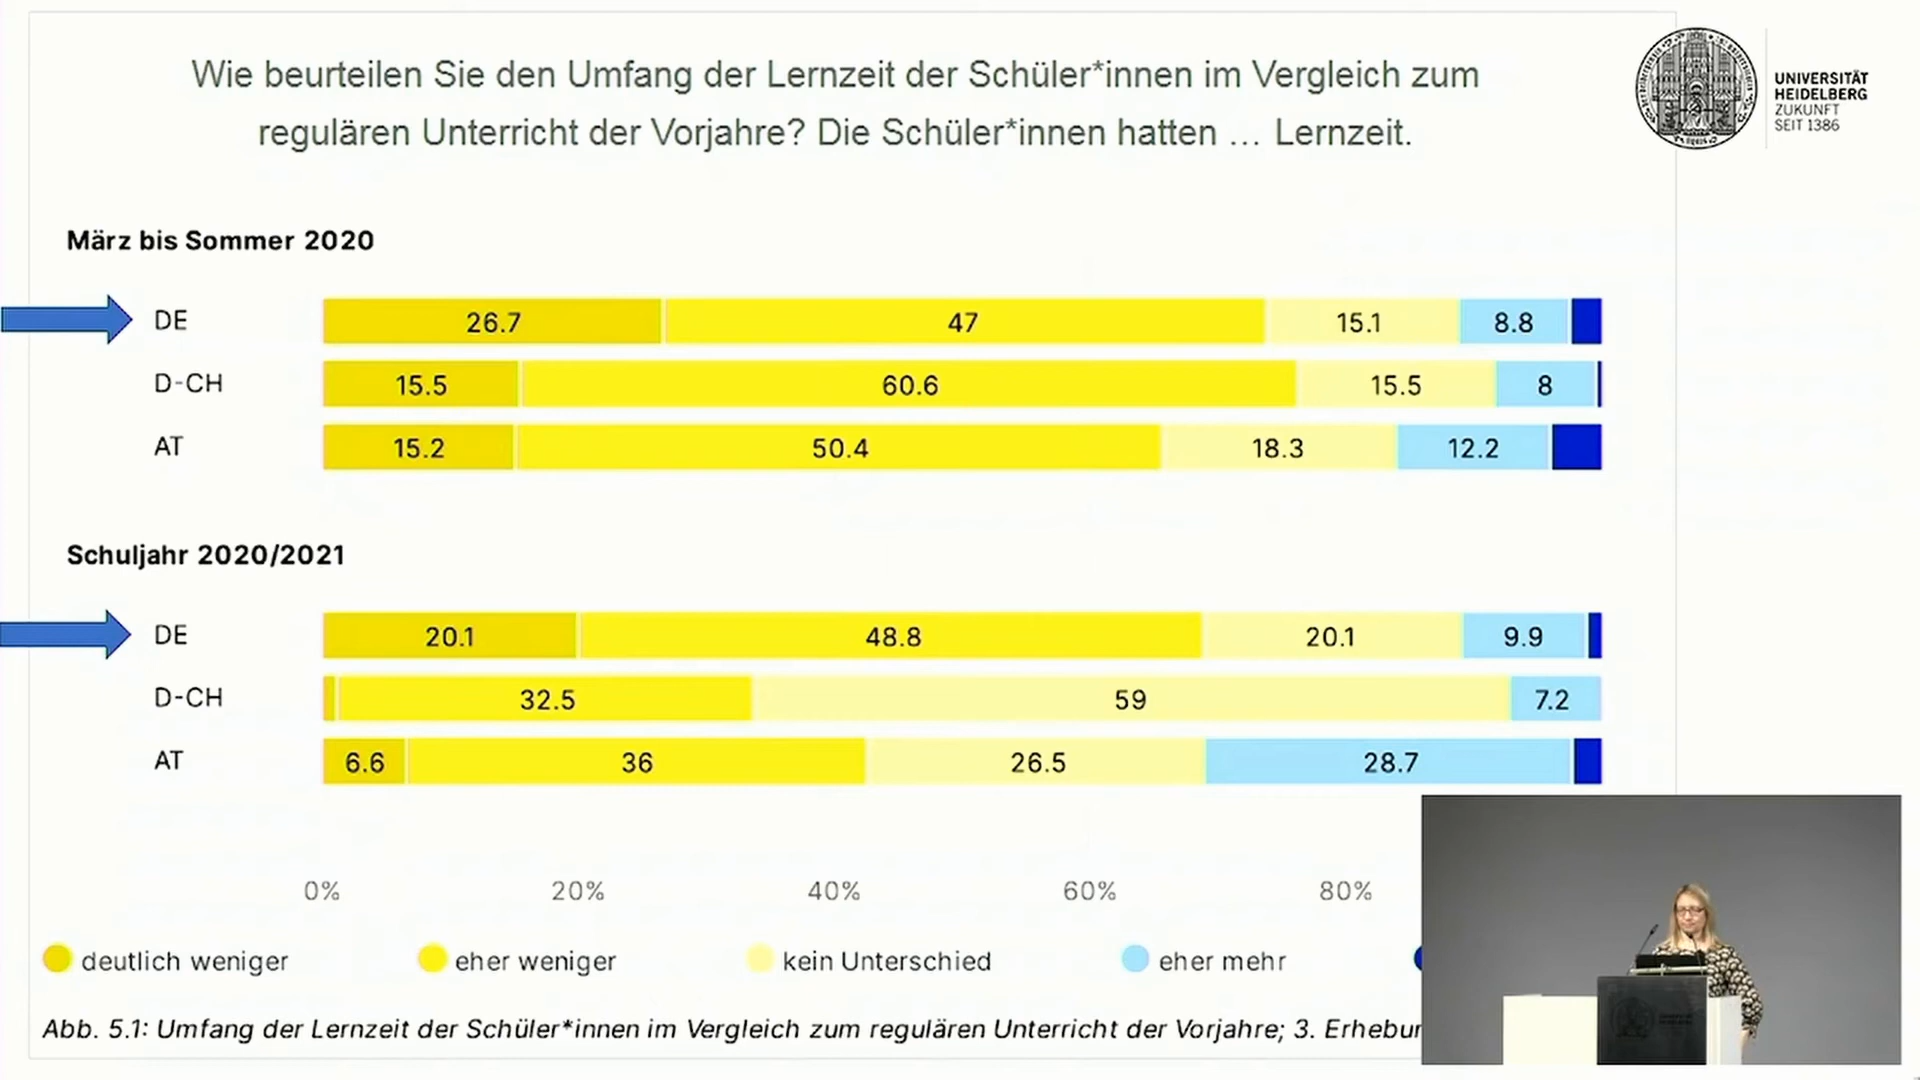 Wie beurteilen Sie den Umfang der Lernzeit der Schüler*innen im Vergleich zum
regulären Unterricht der Vorjahre? Die Schüler*innen hatten … Lernzeit.
UNIVERSITÄT
HEIDELBERG
ZUKUNFT
SEIT 1386
März bis Sommer 2020
DE 26.7 47 15.1 8.8
D-CH 15.5 60.6 15.5 8
AT 15.2 50.4 18.3 12.2
Schuljahr 2020/2021
DE 20.1 48.8 20.1 9.9
D-CH 32.5 59 7.2
AT 6.6 36 26.5 28.7
0% 20% 40% 60% 80%
deutlich weniger eher weniger kein Unterschied eher mehr
Abb. 5.1: Umfang der Lernzeit der Schüler*innen im Vergleich zum regulären Unterricht der Vorjahre; 3. Erhebur